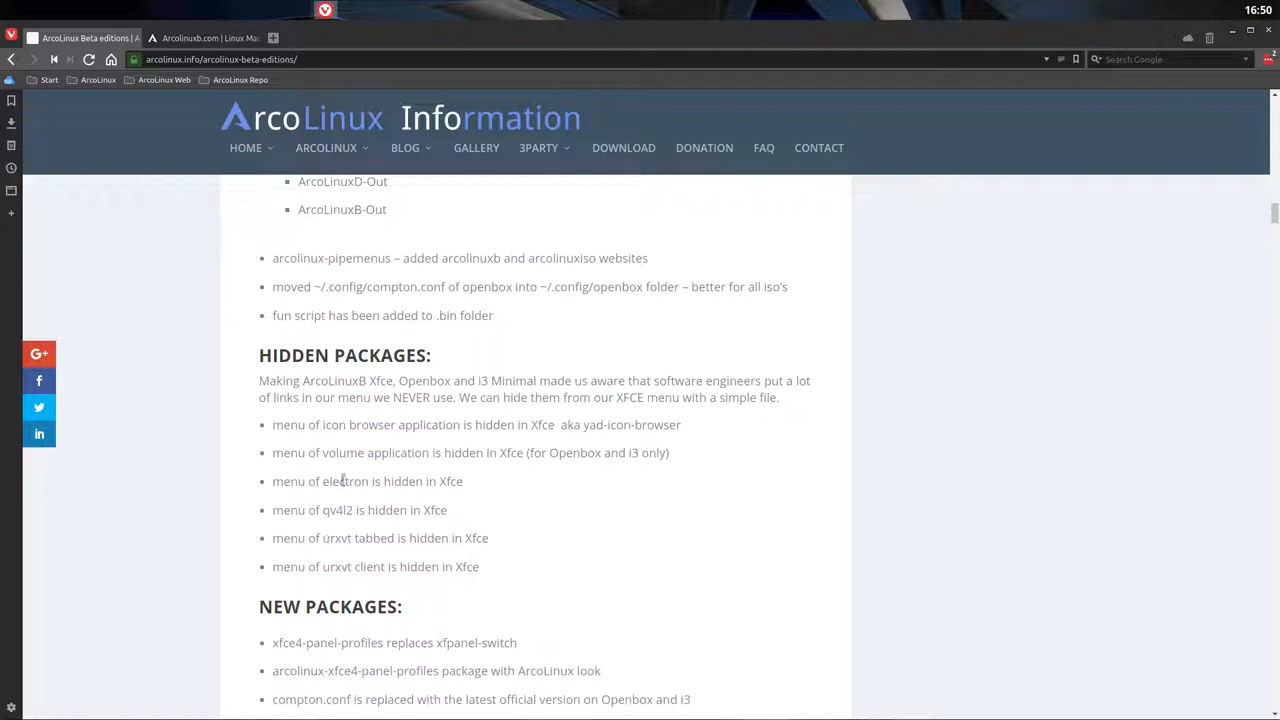 16:50
ArcoLinux Beta editions | A
Arcolinuxb.com | Linux Ma
arcolinux.info/arcolinux-beta-editions/
Search Google
2
Start
ArcoLinux
ArcoLinux Web
ArcoLinux Repo
ArcoLinux Information
HOME
ARCOLINUX
BLOG
GALLERY
3PARTY
DOWNLOAD
DONATION
FAQ
CONTACT
ArcoLinuxD-Out
ArcoLinuxB-Out
arcolinux-pipemenus – added arcolinuxb and arcolinuxiso websites
moved ~/.config/compton.conf of openbox into ~/.config/openbox folder – better for all iso's
fun script has been added to .bin folder
HIDDEN PACKAGES:
Making ArcoLinuxB Xfce, Openbox and i3 Minimal made us aware that software engineers put a lot
of links in our menu we NEVER use. We can hide them from our XFCE menu with a simple file.
menu of icon browser application is hidden in Xfce aka yad-icon-browser
menu of volume application is hidden in Xfce (for Openbox and i3 only)
menu of electron is hidden in Xfce
menu of qv4l2 is hidden in Xfce
menu of urxvt tabbed is hidden in Xfce
menu of urxvt client is hidden in Xfce
NEW PACKAGES:
xfce4-panel-profiles replaces xfpanel-switch
arcolinux-xfce4-panel-profiles package with ArcoLinux look
compton.conf is replaced with the latest official version on Openbox and i3
G+
f
in